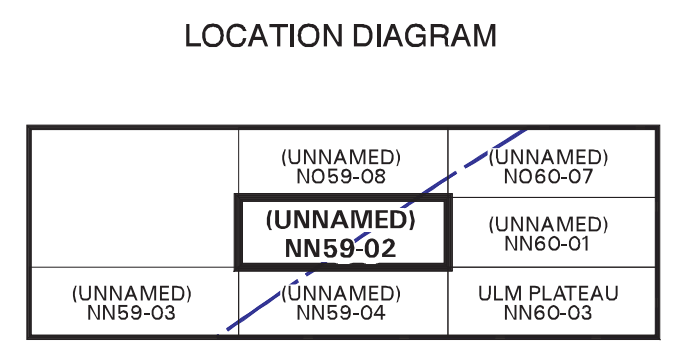 LOCATION DIAGRAM
(UNNAMED)
NO59-08
(UNNAMED)
NO60-07
(UNNAMED)
NN59-02
(UNNAMED)
NN60-01
(UNNAMED)
NN59-03
(UNNAMED)
NN59-04
ULM PLATEAU
NN60-03